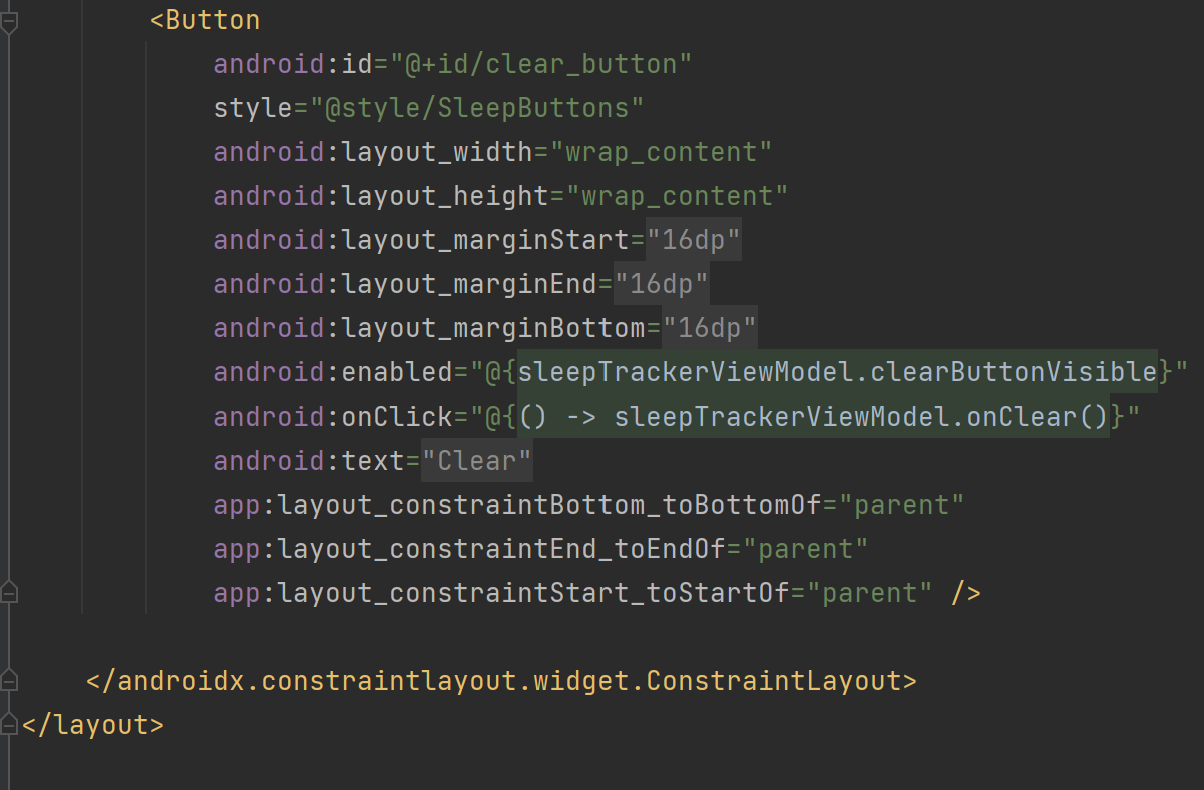 <Button
android:id="@+id/clear_button"
style="@style/SleepButtons"
android:layout_width="wrap_content"
android:layout_height="wrap_content"
android:layout_marginStart="16dp"
android:layout_marginEnd="16dp"
android:layout_marginBottom="16dp"
android:enabled="@{sleepTrackerViewModel.clearButtonVisible}"
android:onClick="@{() -> sleepTrackerViewModel.onClear()}"
android:text="Clear"
app:layout_constraintBottom_toBottomOf="parent"
app:layout_constraintEnd_toEndOf="parent"
app:layout_constraintStart_toStartOf="parent" />
</androidx.constraintlayout.widget.ConstraintLayout>
</layout>